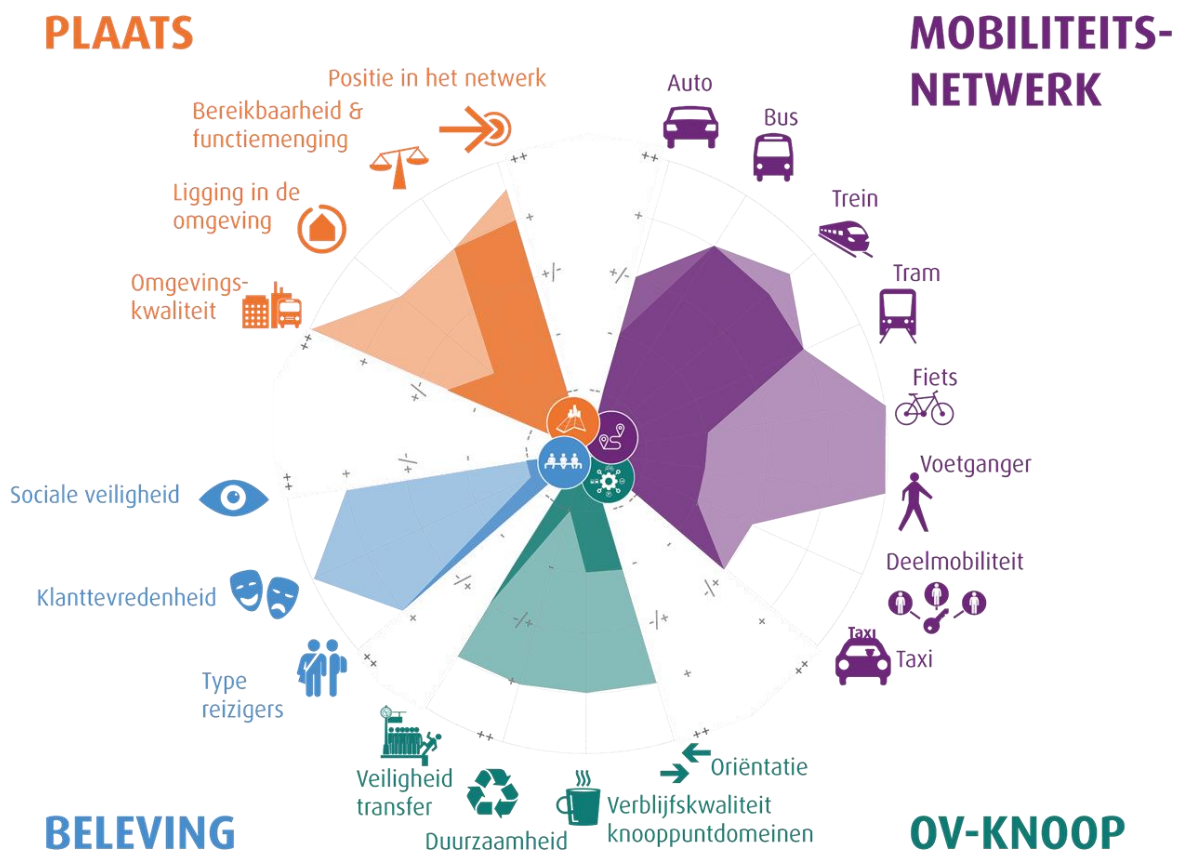 PLAATS
MOBILITEITS-
NETWERK
Positie in het netwerk
Bereikbaarheid &
functiemenging
Ligging in de
omgeving
Omgevings-
kwaliteit
Auto
Bus
Trein
Tram
Fiets
Voetganger
Deelmobiliteit
Taxi
Taxi
++
++
+
+
+/-
+/-
-
-
++
+
+/-
-
Sociale veiligheid
++
+
+/-
-
Klanttevredenheid
Type
reizigers
-
+/-
+
++
-
+/-
+
++
-
+/-
+
++
-
+/-
+
++
Veiligheid
transfer
Duurzaamheid
Verblijfskwaliteit
knooppuntdomeinen
Oriëntatie
BELEVING
OV-KNOOP